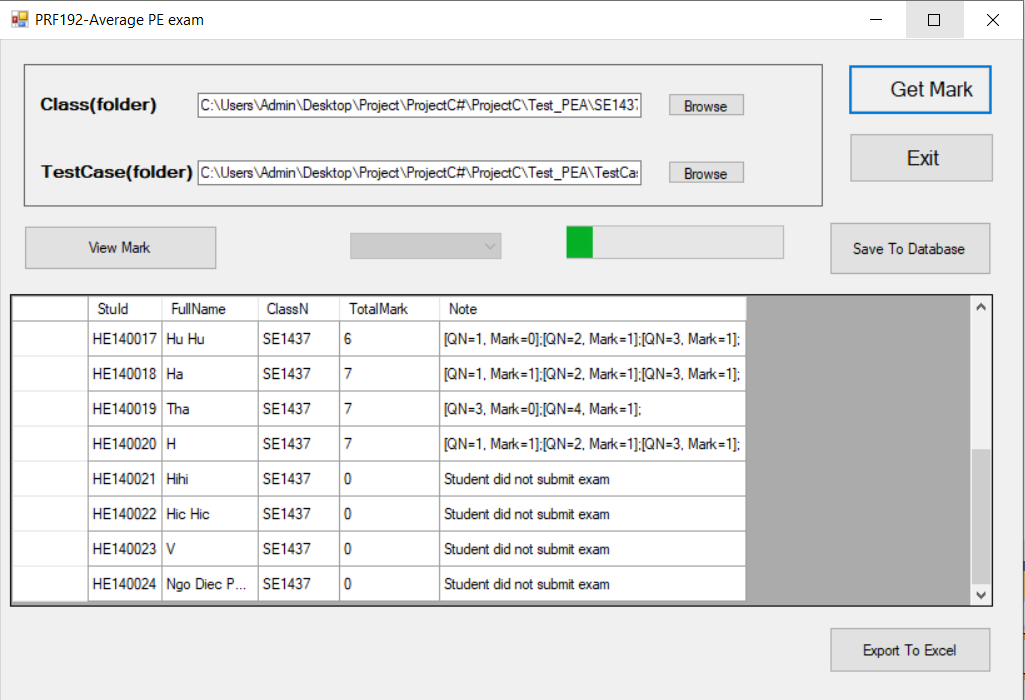 PRF192-Average PE exam
Class(folder) C:\Users\Admin\Desktop\Project\ProjectC#\ProjectC\Test_PEA\SE1437 Browse Get Mark
Exit
TestCase(folder) C:\Users\Admin\Desktop\Project\ProjectC#\ProjectC\Test_PEA\TestCas Browse
View Mark Save To Database
StuId FullName ClassN TotalMark Note
HE140017 Hu Hu SE1437 6 [QN=1, Mark=0];[QN=2, Mark=1];[QN=3, Mark=1];
HE140018 Ha SE1437 7 [QN=1, Mark=1];[QN=2, Mark=1];[QN=3, Mark=1];
HE140019 Tha SE1437 7 [QN=3, Mark=0];[QN=4, Mark=1];
HE140020 H SE1437 7 [QN=1, Mark=1];[QN=2, Mark=1];[QN=3, Mark=1];
HE140021 Hihi SE1437 0 Student did not submit exam
HE140022 Hic Hic SE1437 0 Student did not submit exam
HE140023 V SE1437 0 Student did not submit exam
HE140024 Ngo Diec P... SE1437 0 Student did not submit exam
Export To Excel